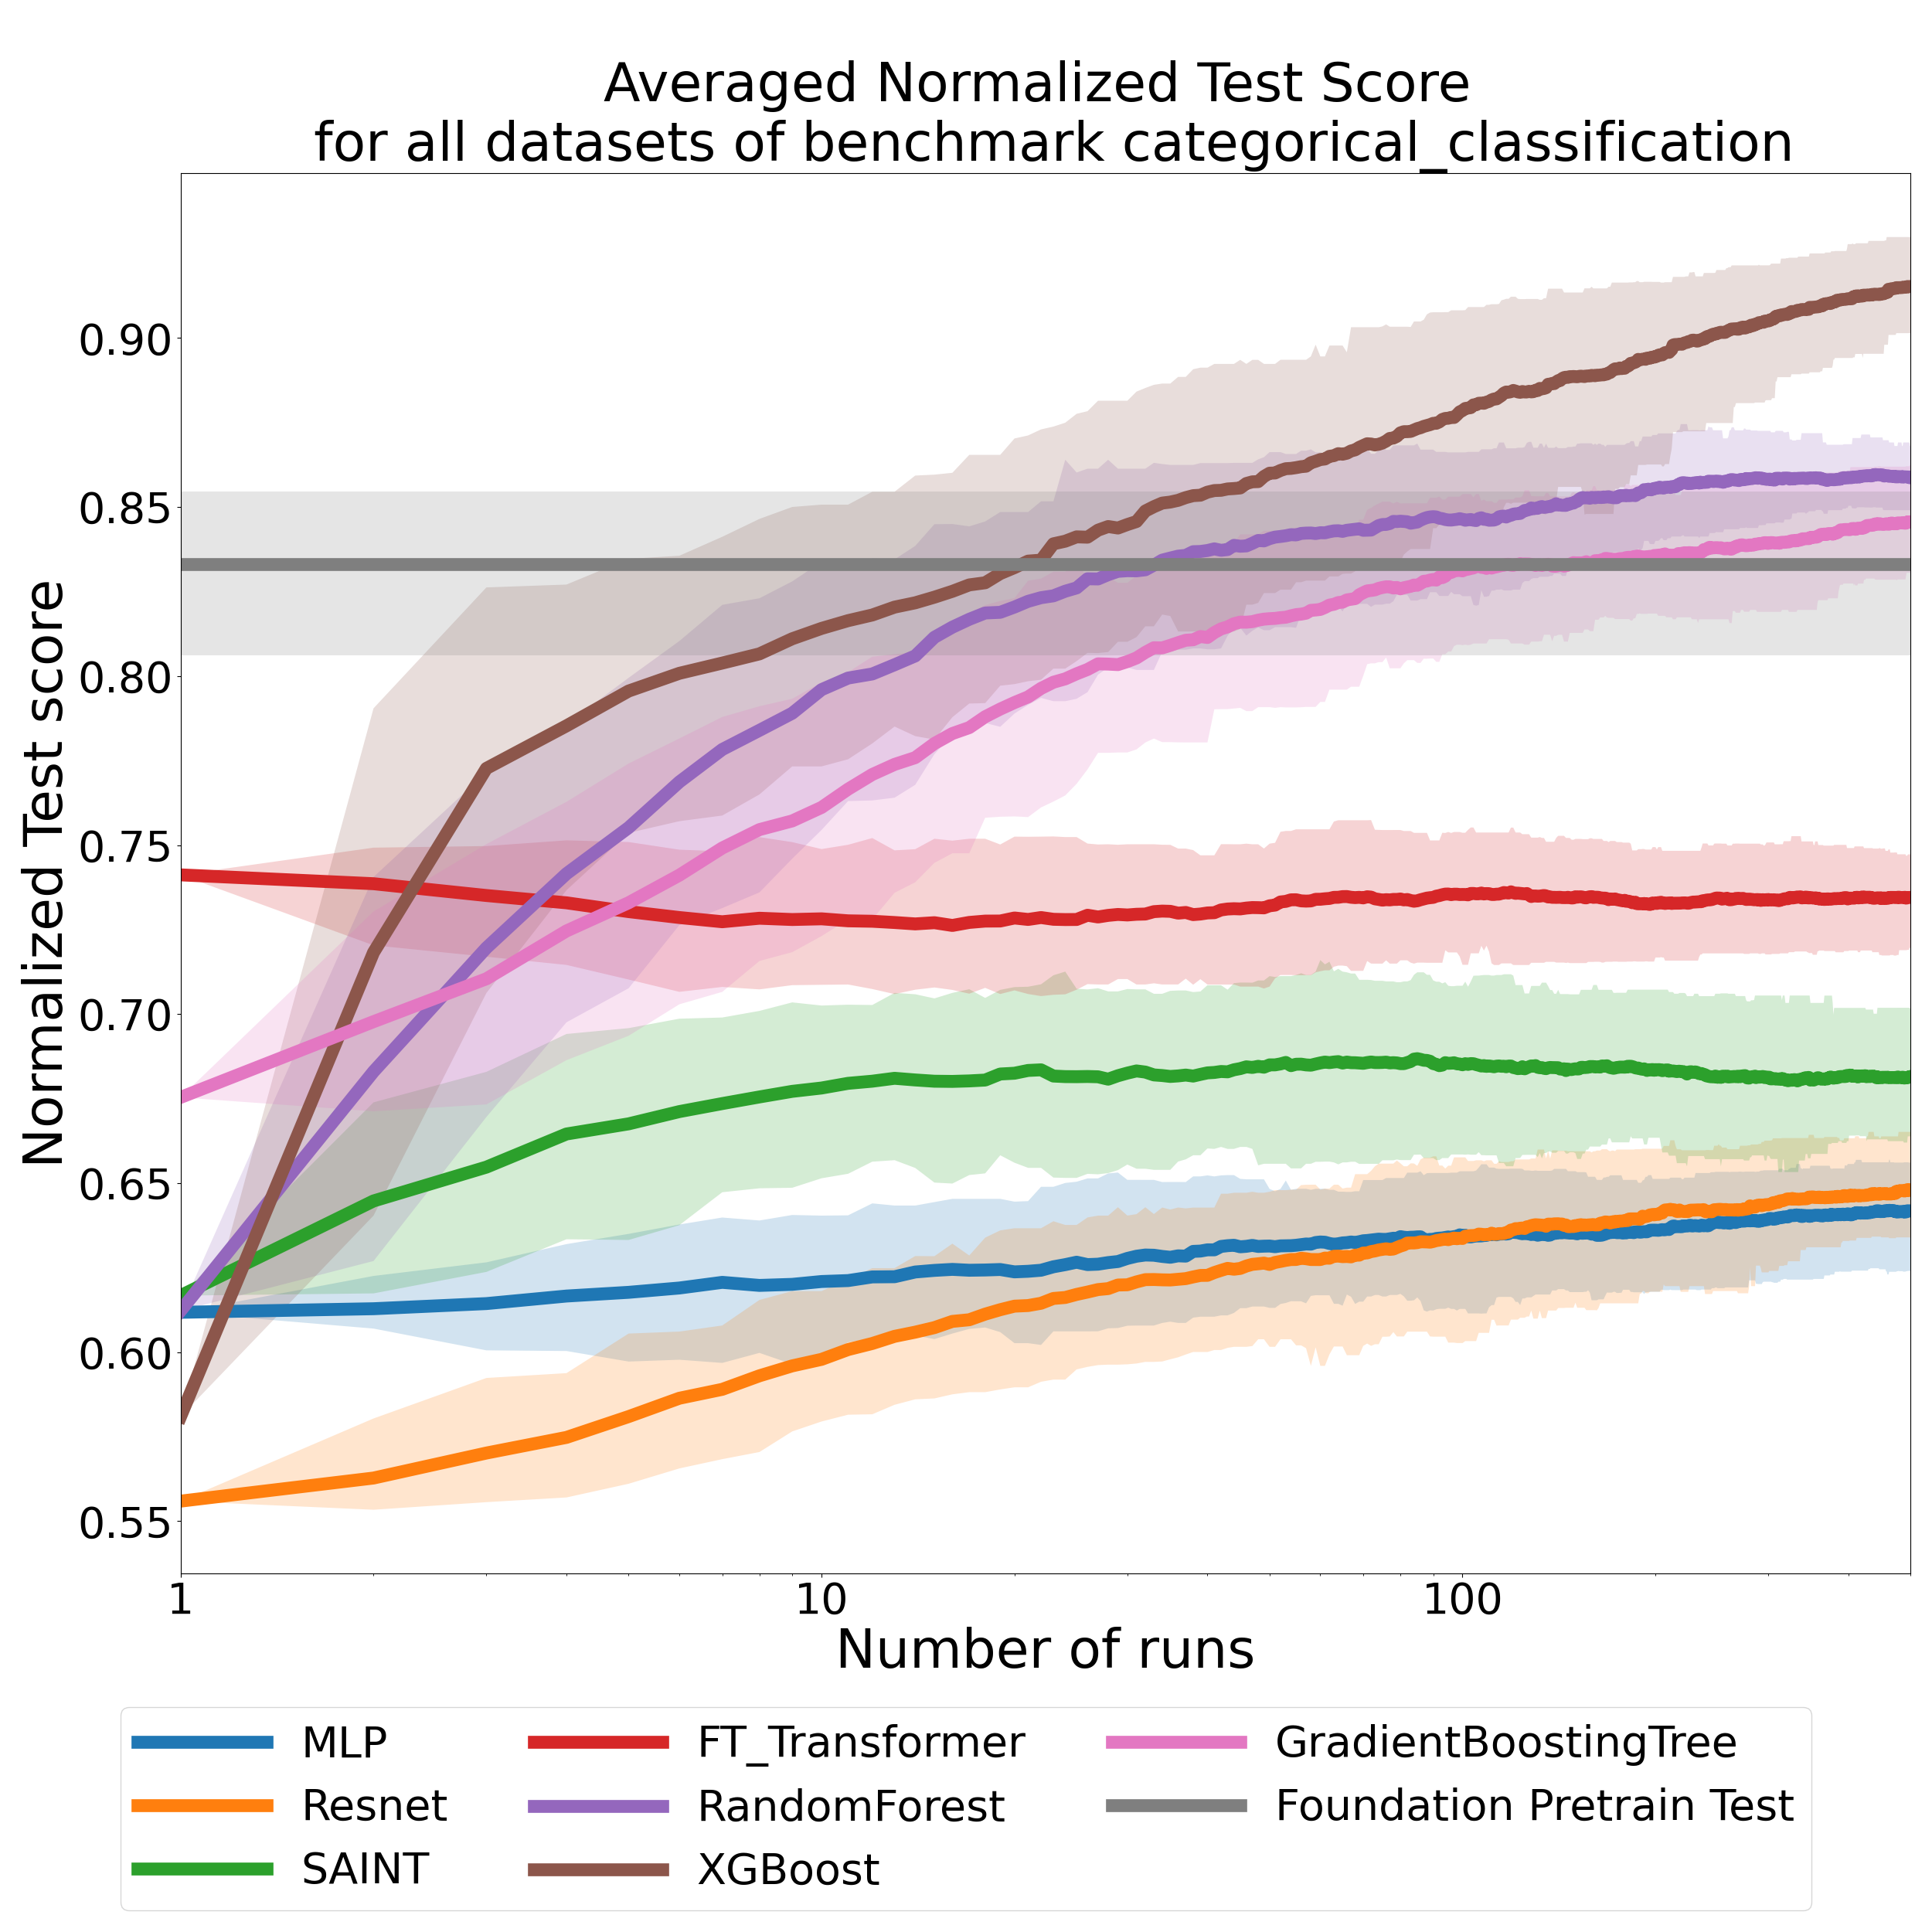 Averaged Normalized Test Score
for all datasets of benchmark categorical_classification
Normalized Test score
0.90
0.85
0.80
0.75
0.70
0.65
0.60
0.55
1
10
100
Number of runs
MLP
Resnet
SAINT
FT_Transformer
RandomForest
XGBoost
GradientBoostingTree
Foundation Pretrain Test